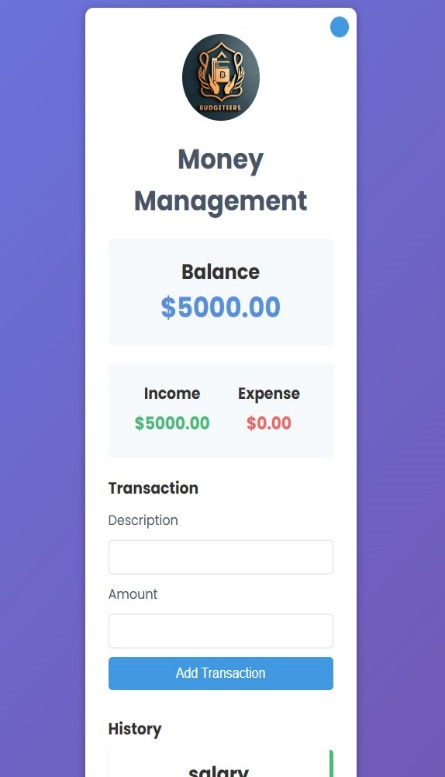 BUDGETEERS
Money
Management
Balance
$5000.00
Income Expense
$5000.00 $0.00
Transaction
Description
Amount
Add Transaction
History
salary